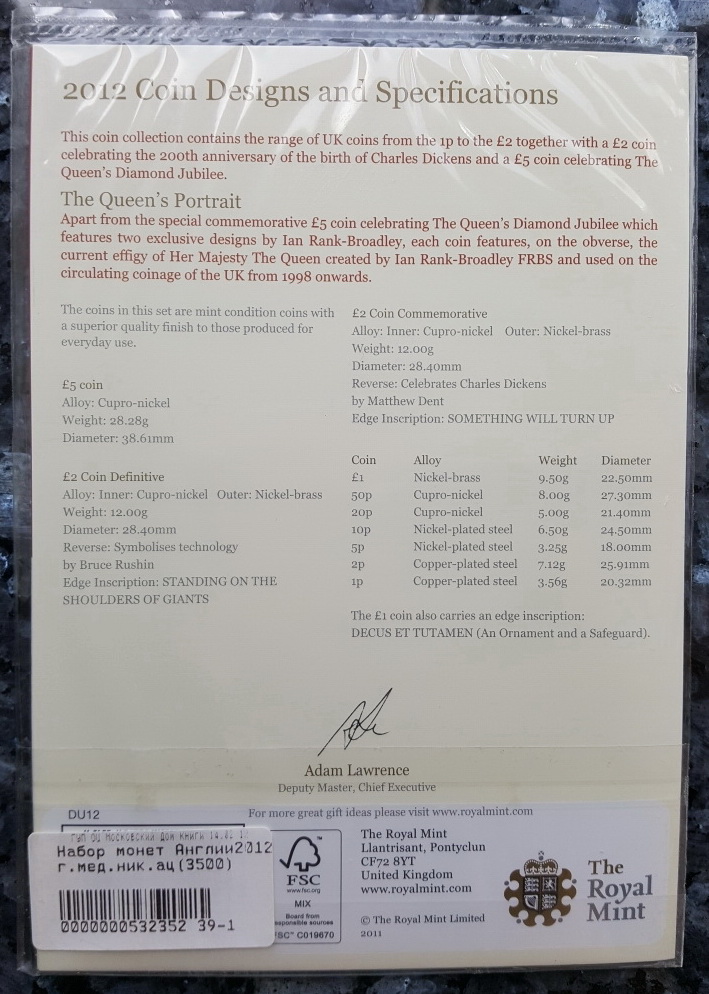 2012 Coin Designs and Specifications
This coin collection contains the range of UK coins from the 1p to the £2 together with a £2 coin
celebrating the 200th anniversary of the birth of Charles Dickens and a £5 coin celebrating The
Queen's Diamond Jubilee.
The Queen's Portrait
Apart from the special commemorative £5 coin celebrating The Queen's Diamond Jubilee which
features two exclusive designs by Ian Rank-Broadley, each coin features, on the obverse, the
current effigy of Her Majesty The Queen created by Ian Rank-Broadley FRBS and used on the
circulating coinage of the UK from 1998 onwards.
The coins in this set are mint condition coins with
a superior quality finish to those produced for
everyday use.
£5 coin
Alloy: Cupro-nickel
Weight: 28.28g
Diameter: 38.61mm
£2 Coin Definitive
Alloy: Inner: Cupro-nickel Outer: Nickel-brass
Weight: 12.00g
Diameter: 28.40mm
Reverse: Symbolises technology
by Bruce Rushin
Edge Inscription: STANDING ON THE
SHOULDERS OF GIANTS
£2 Coin Commemorative
Alloy: Inner: Cupro-nickel Outer: Nickel-brass
Weight: 12.00g
Diameter: 28.40mm
Reverse: Celebrates Charles Dickens
by Matthew Dent
Edge Inscription: SOMETHING WILL TURN UP
Coin Alloy Weight Diameter
£1 Nickel-brass 9.50g 22.50mm
50p Cupro-nickel 8.00g 27.30mm
20p Cupro-nickel 5.00g 21.40mm
10p Nickel-plated steel 6.50g 24.50mm
5p Nickel-plated steel 3.25g 18.00mm
2p Copper-plated steel 7.12g 25.91mm
1p Copper-plated steel 3.56g 20.32mm
The £1 coin also carries an edge inscription:
DECUS ET TUTAMEN (An Ornament and a Safeguard).
Adam Lawrence
Deputy Master, Chief Executive
DU12
For more great gift ideas please visit www.royalmint.com
Московский дом книги
Набор монет Англии2012
г.мед.ник.ац(3500)
0000000532352 39-1
FSC
www.fsc.org
MIX
Board from
responsible sources
FSC® C019670
The Royal Mint
Llantrisant, Pontyclun
CF72 8YT
United Kingdom
www.royalmint.com
© The Royal Mint Limited
2011
The
Royal
Mint